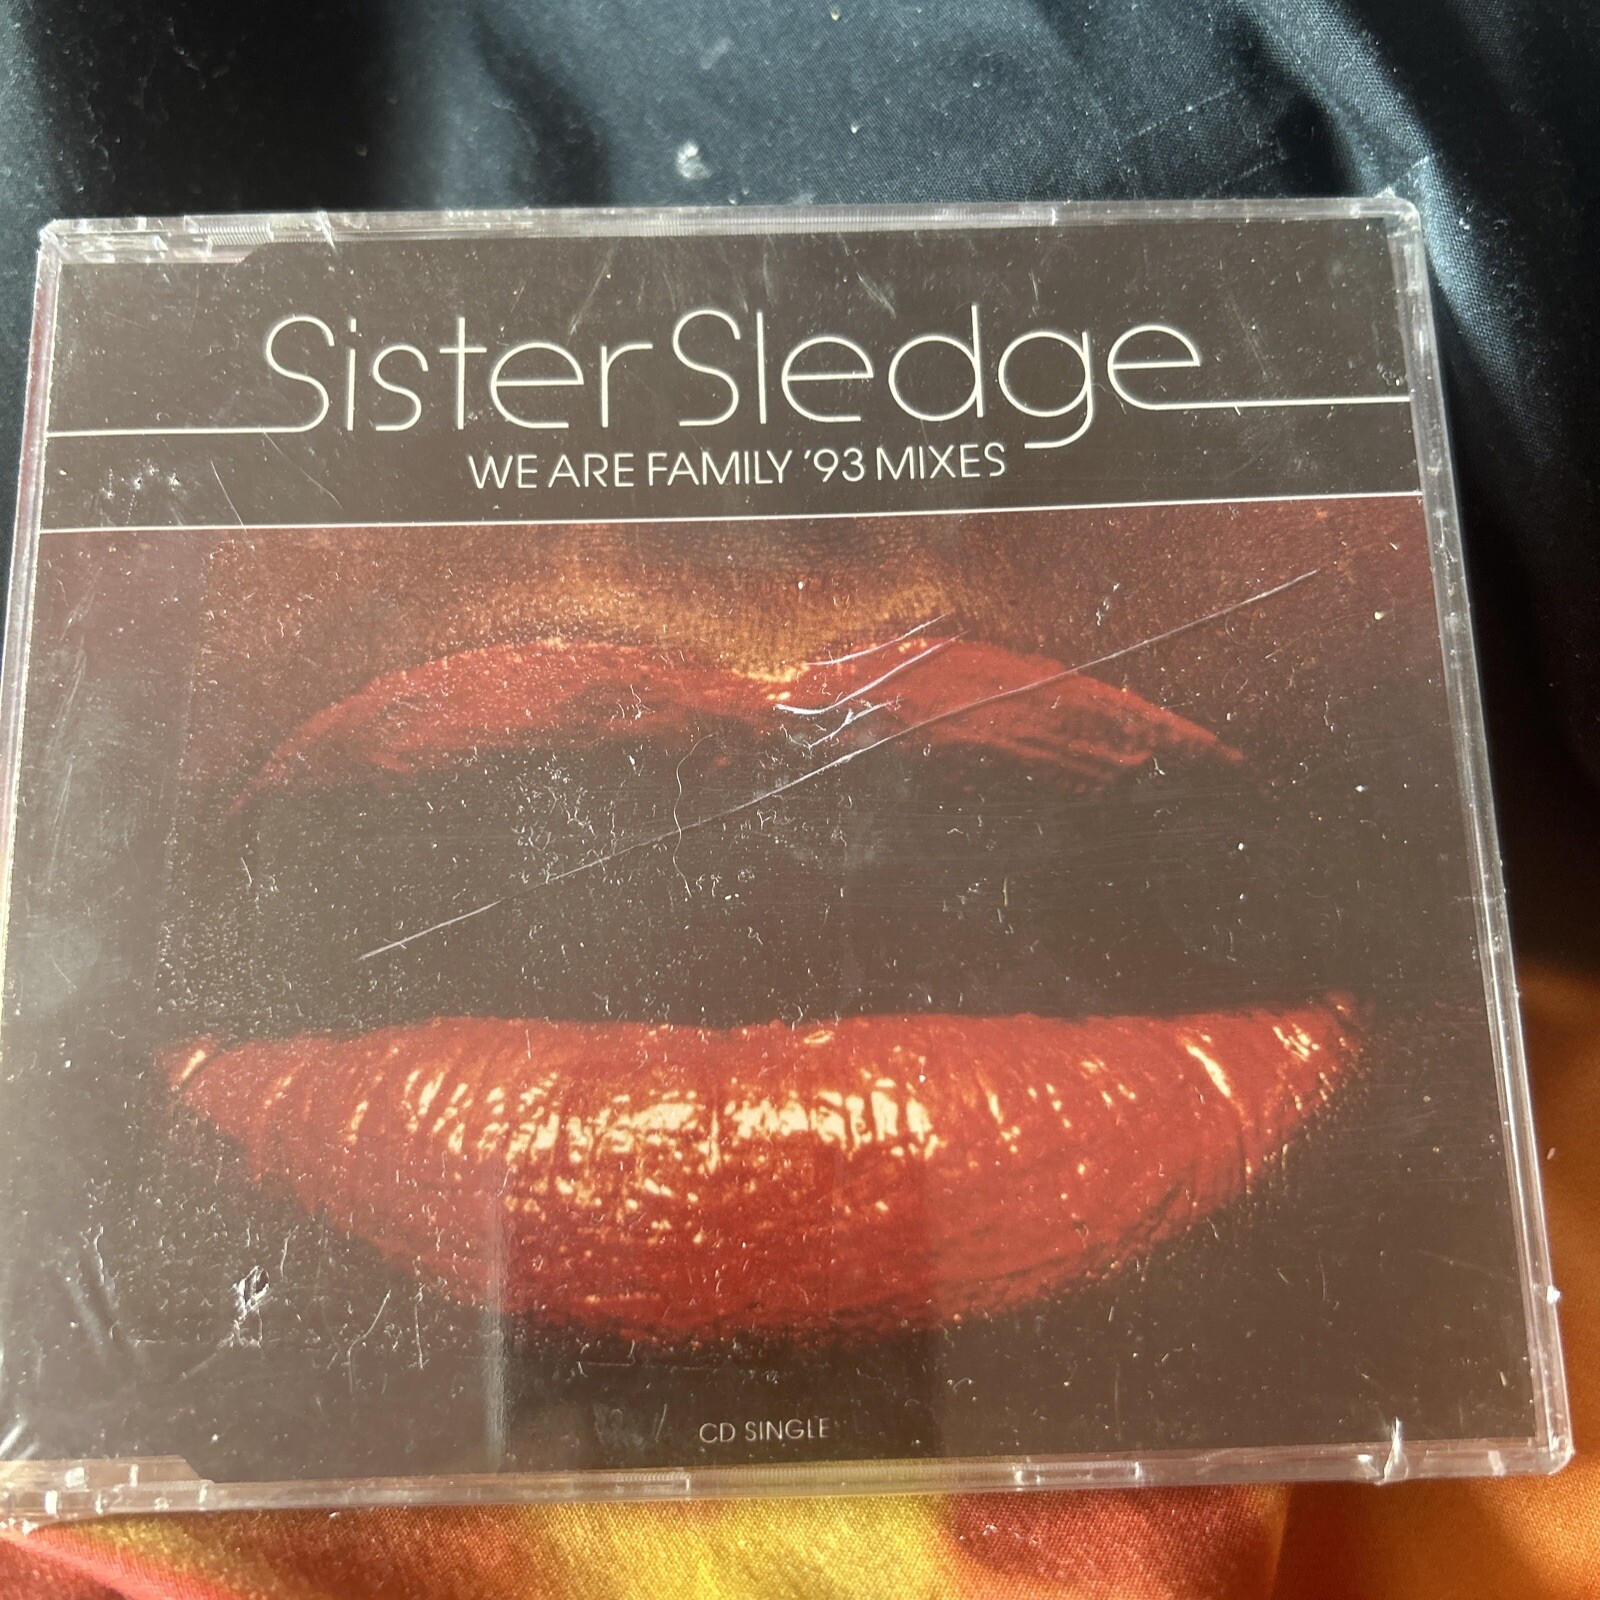 Sister Sledge
WE ARE FAMILY '93 MIXES
CD SINGLE